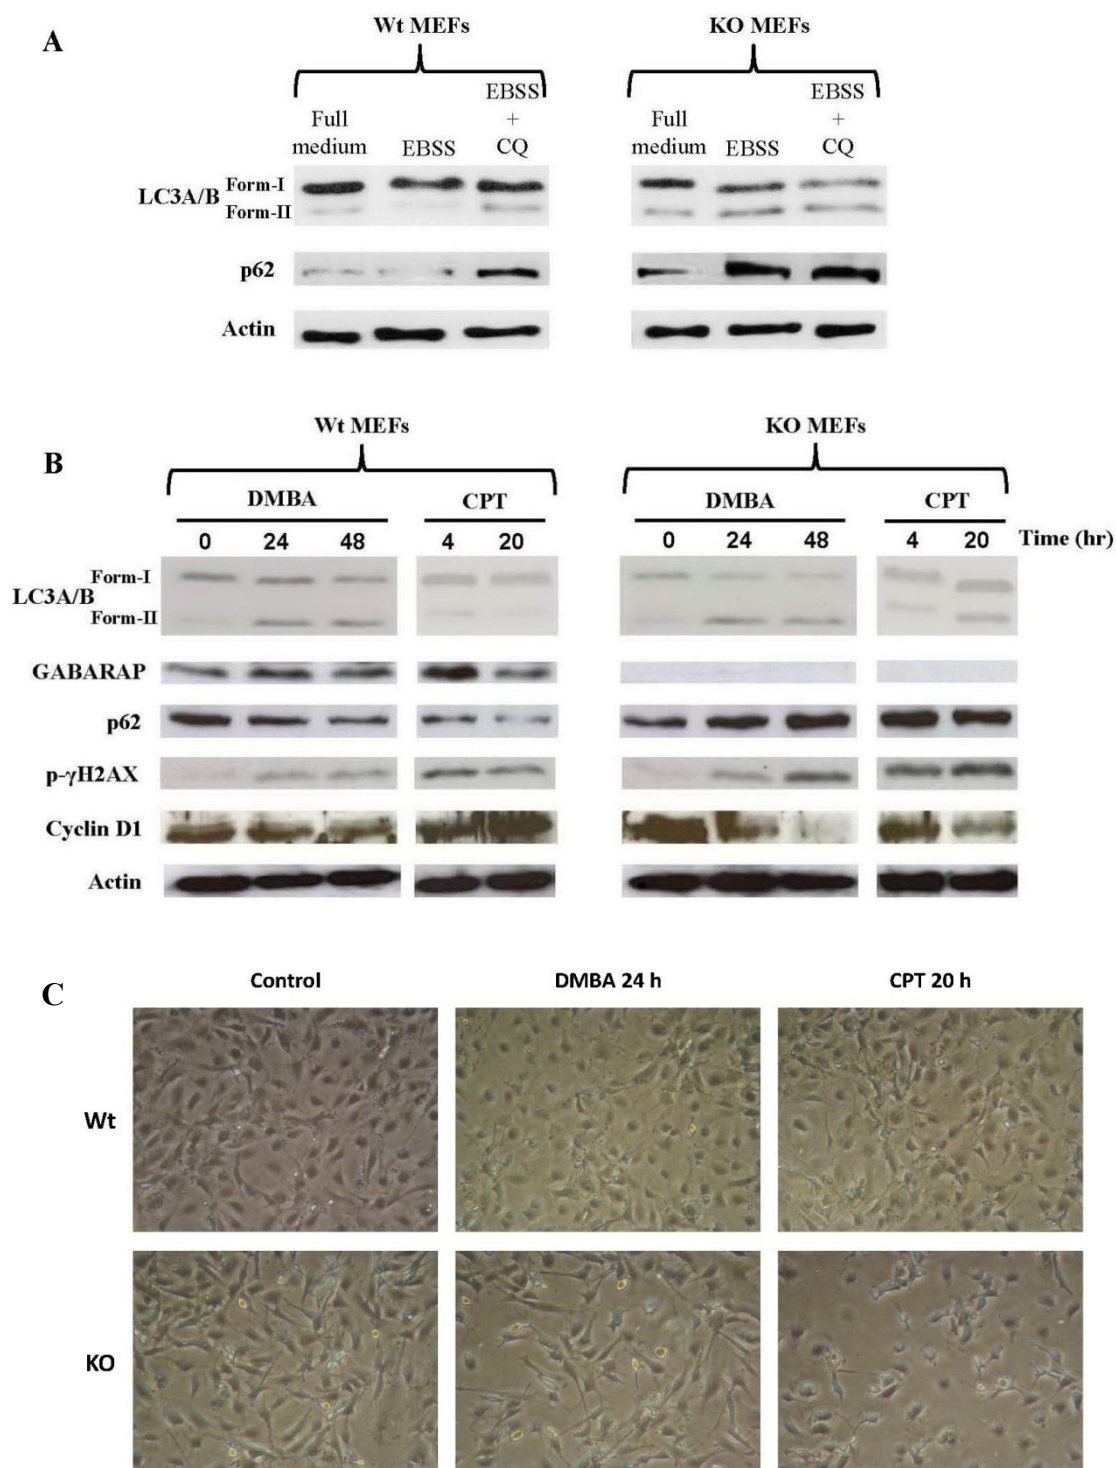 A
Wt MEFs
KO MEFs
Full medium
EBSS
EBSS + CQ
Full medium
EBSS
EBSS + CQ
LC3A/B
Form-I
Form-II
p62
Actin
B
Wt MEFs
KO MEFs
DMBA
CPT
DMBA
CPT
0 24 48 4 20 0 24 48 4 20 Time (hr)
LC3A/B
Form-I
Form-II
GABARAP
p62
p-γH2AX
Cyclin D1
Actin
C
Control
DMBA 24 h
CPT 20 h
Wt
KO